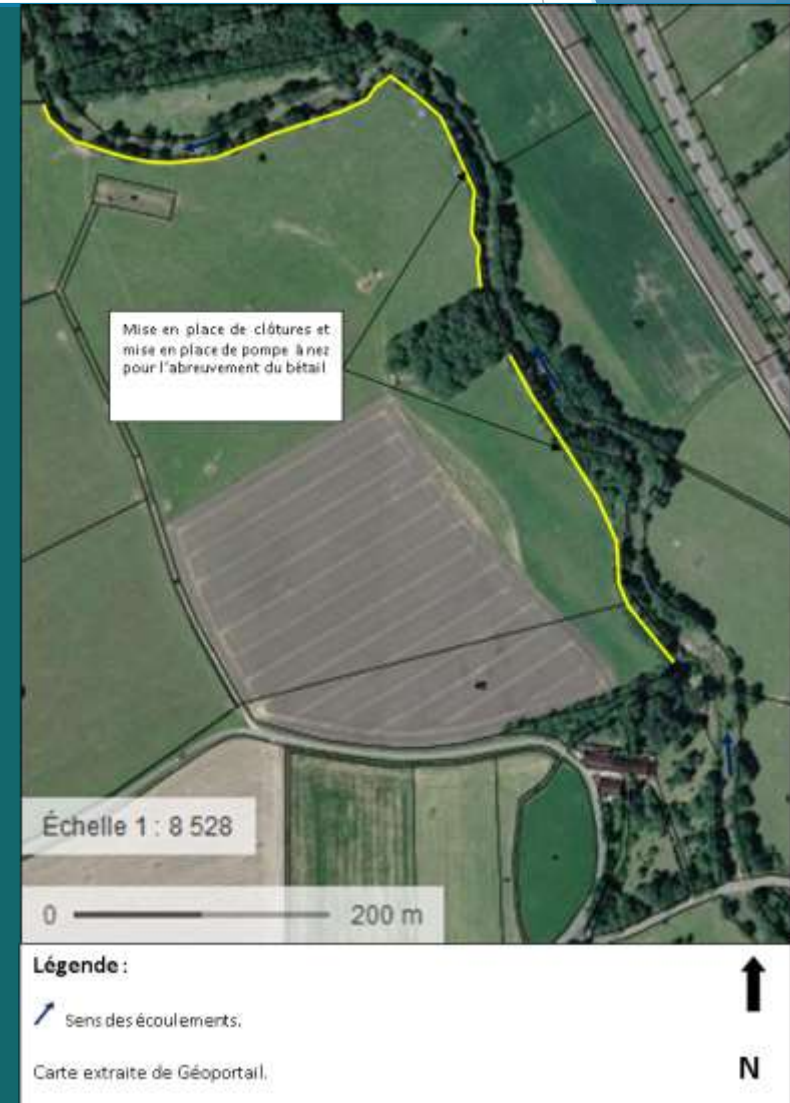 Mise en place de clôtures et
mise en place de pompe à nez
pour l'abreuvement du bétail
Échelle 1 : 8 528
0 200 m
Légende :
Sens des écoulements.
Carte extraite de Géoportail.
N